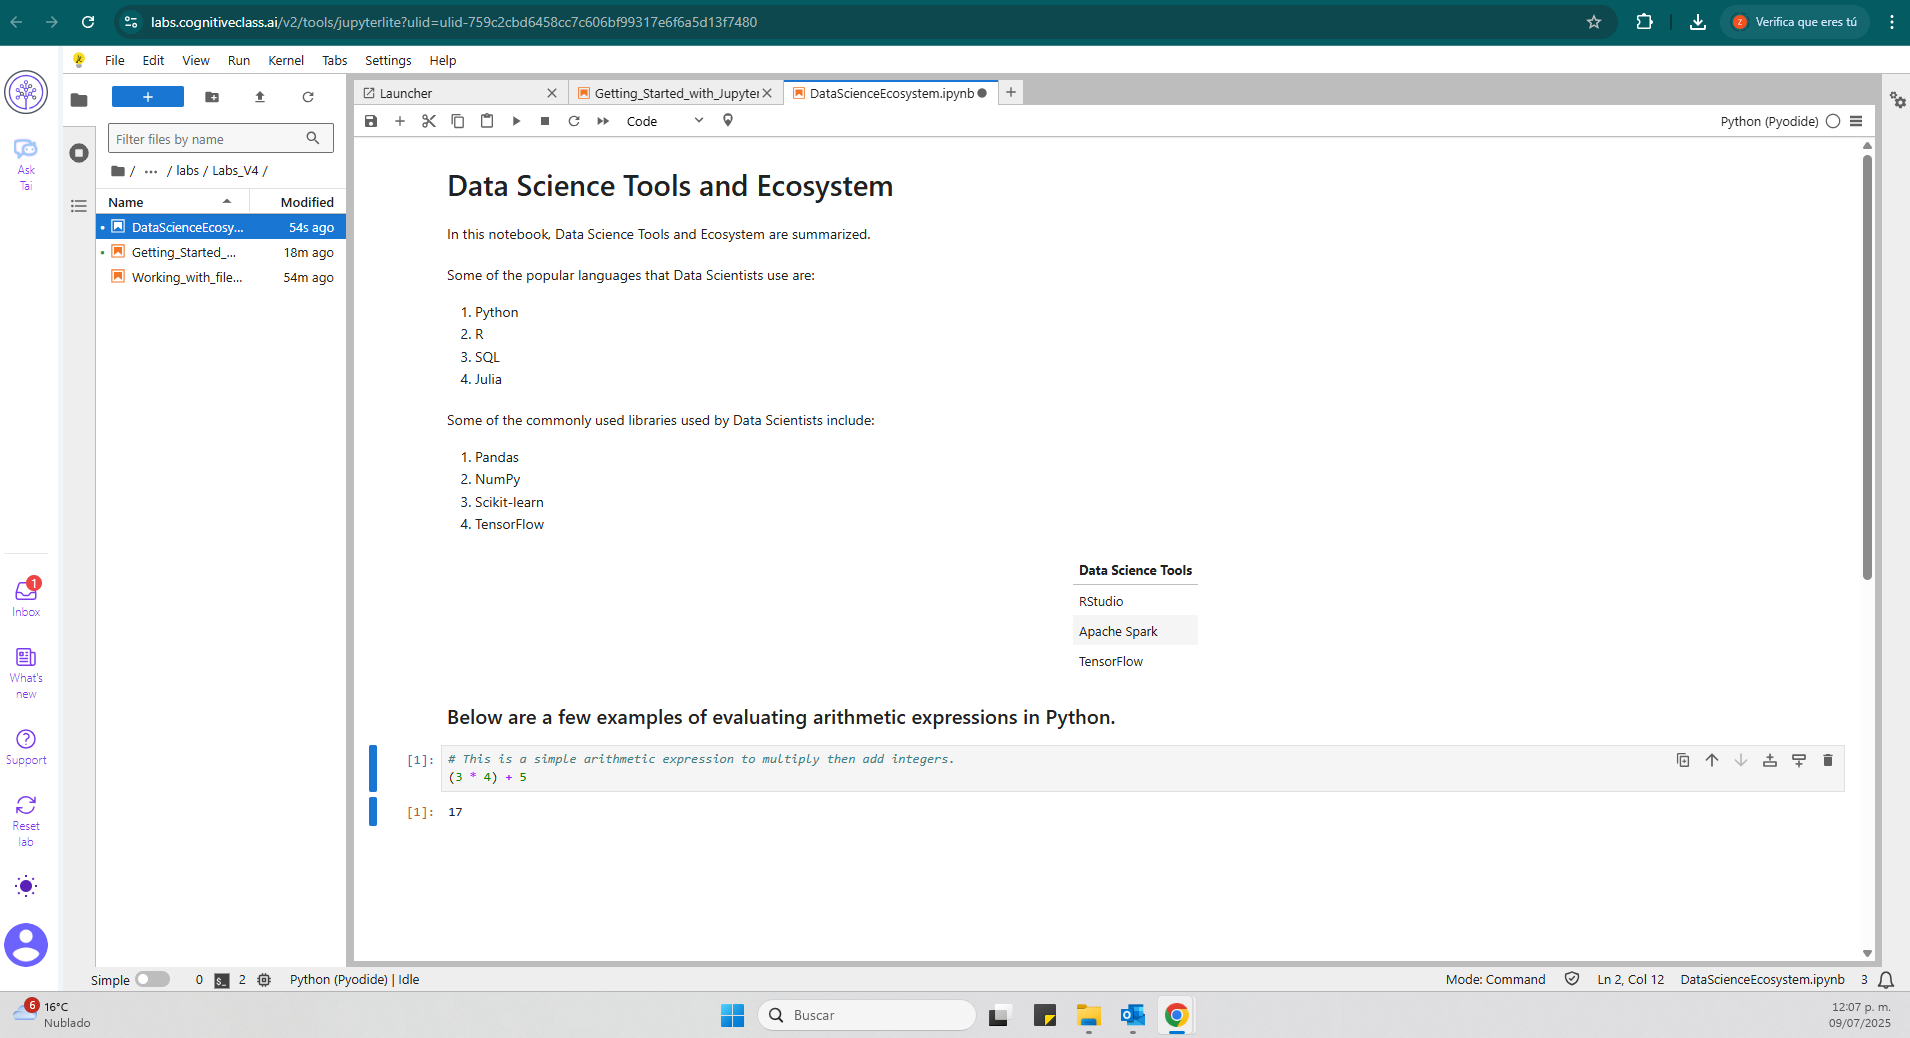 labs.cognitiveclass.ai/v2/tools/jupyterlite?ulid=ulid-759c2cbd6458cc7c606bf99317e6f6a5d13f7480
Z
Verifica que eres tú
File Edit View Run Kernel Tabs Settings Help
Ask
Tai
Inbox
1
What's
new
Support
Reset
lab
+
Filter files by name
/ ... / labs / Labs_V4 /
Name Modified
DataScienceEcosy... 54s ago
Getting_Started_... 18m ago
Working_with_file... 54m ago
Launcher
Getting_Started_with_Jupyter
DataScienceEcosystem.ipynb
+
Code
Python (Pyodide)
Data Science Tools and Ecosystem
In this notebook, Data Science Tools and Ecosystem are summarized.
Some of the popular languages that Data Scientists use are:
1. Python
2. R
3. SQL
4. Julia
Some of the commonly used libraries used by Data Scientists include:
1. Pandas
2. NumPy
3. Scikit-learn
4. TensorFlow
Data Science Tools
RStudio
Apache Spark
TensorFlow
Below are a few examples of evaluating arithmetic expressions in Python.
[1]: # This is a simple arithmetic expression to multiply then add integers.
(3 * 4) + 5
[1]: 17
Simple 0 $_ 2 Python (Pyodide) | Idle
Mode: Command Ln 2, Col 12 DataScienceEcosystem.ipynb 3
6
16°C
Nublado
Buscar
12:07 p. m.
09/07/2025